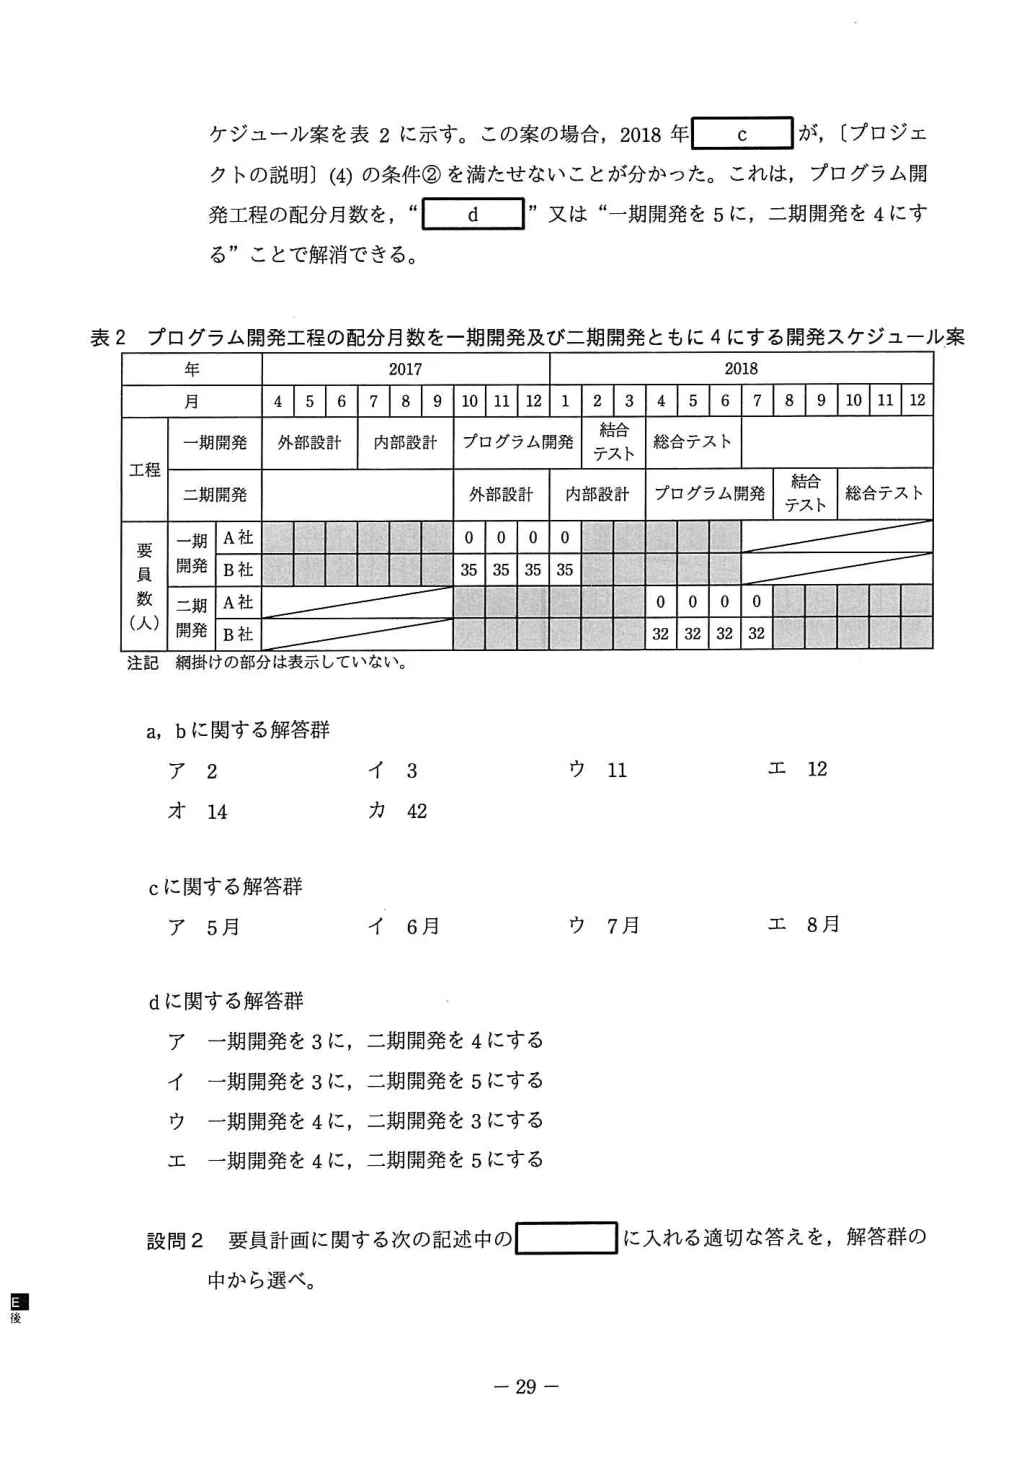 ケジュール案を表 2 に示す。この案の場合，2018 年 c が，〔プロジェ
クトの説明〕(4) の条件②を満たせないことが分かった。これは，プログラム開
発工程の配分月数を，“ d ” 又は “一期開発を 5 に，二期開発を 4 にす
る” ことで解消できる。
表 2 プログラム開発工程の配分月数を一期開発及び二期開発ともに 4 にする開発スケジュール案
年 2017 2018
月 4 5 6 7 8 9 10 11 12 1 2 3 4 5 6 7 8 9 10 11 12
工程 一期開発 外部設計 内部設計 プログラム開発 結合テスト 総合テスト
二期開発 外部設計 内部設計 プログラム開発 結合テスト 総合テスト
要員数（人） 一期開発 A 社 0 0 0 0
B 社 35 35 35 35
二期開発 A 社 0 0 0 0
B 社 32 32 32 32
注記 網掛けの部分は表示していない。
a，b に関する解答群
ア 2 イ 3 ウ 11 エ 12
オ 14 カ 42
c に関する解答群
ア 5 月 イ 6 月 ウ 7 月 エ 8 月
d に関する解答群
ア 一期開発を 3 に，二期開発を 4 にする
イ 一期開発を 3 に，二期開発を 5 にする
ウ 一期開発を 4 に，二期開発を 3 にする
エ 一期開発を 4 に，二期開発を 5 にする
設問 2 要員計画に関する次の記述中の に入れる適切な答えを，解答群の
中から選べ。
E
後
－ 29 －